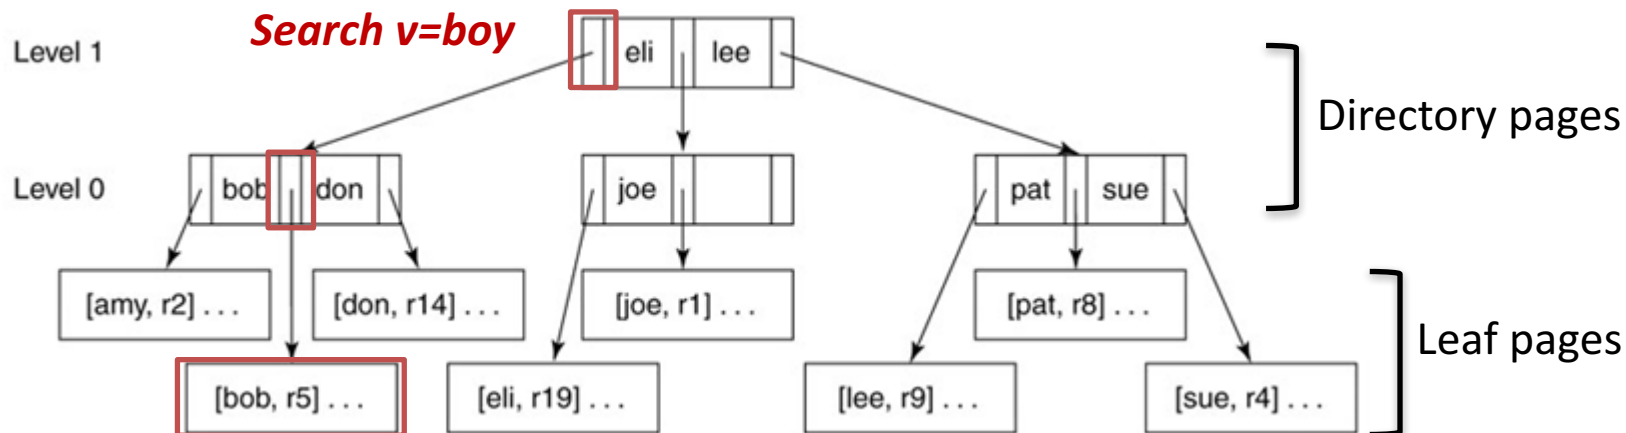 Search v=boy
Level 1
eli lee
Directory pages
Level 0
bob don
joe
pat sue
[amy, r2] . . .
[don, r14] . . .
[joe, r1] . . .
[pat, r8] . . .
Leaf pages
[bob, r5] . . .
[eli, r19] . . .
[lee, r9] . . .
[sue, r4] . . .